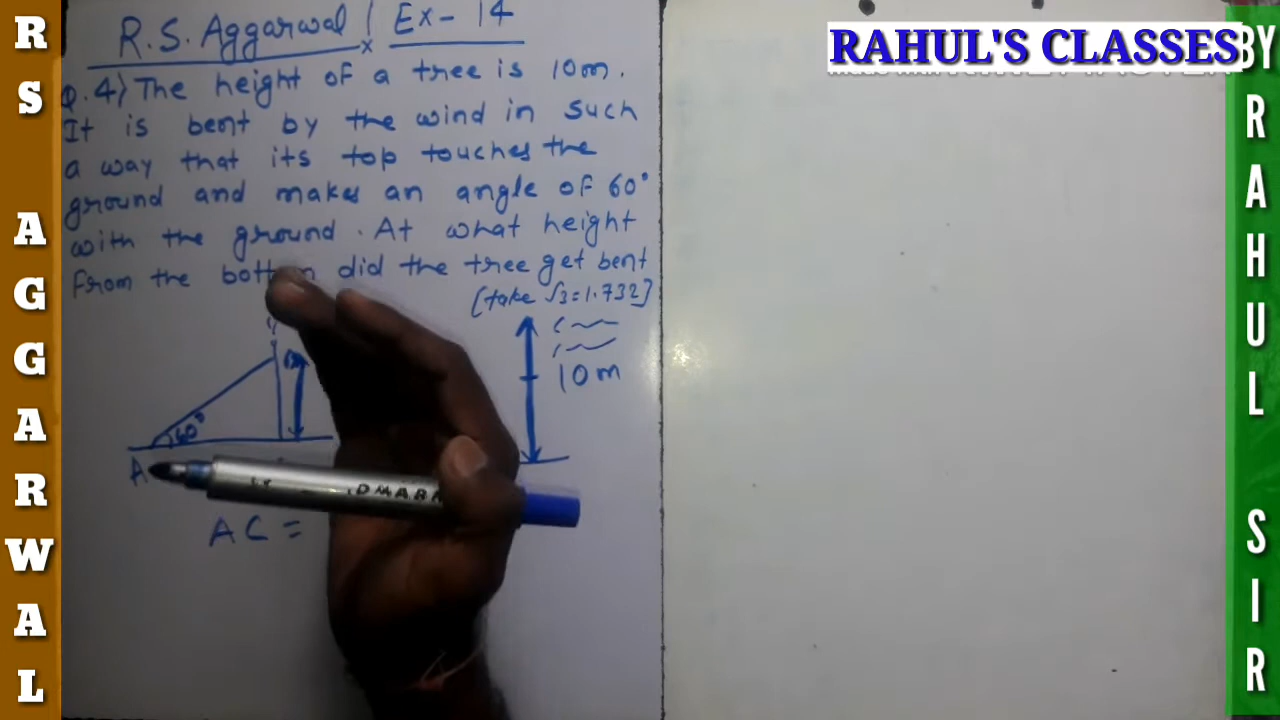 RS AGGARWAL
RAHUL'S CLASSES
BY RAHUL SIR
R.S. Aggarwal | Ex-14
Q.4) The height of a tree is 10m.
It is bent by the wind in such
a way that its top touches the
ground and makes an angle of 60°
with the ground. At what height
from the bottom did the tree get bent
[take √3=1.732]
10m
60°
A
AC =